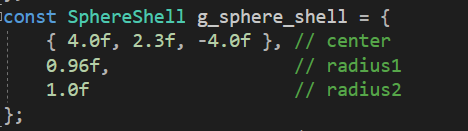 const SphereShell g_sphere_shell = {
    { 4.0f, 2.3f, -4.0f }, // center
    0.96f,                 // radius1
    1.0f                   // radius2
};